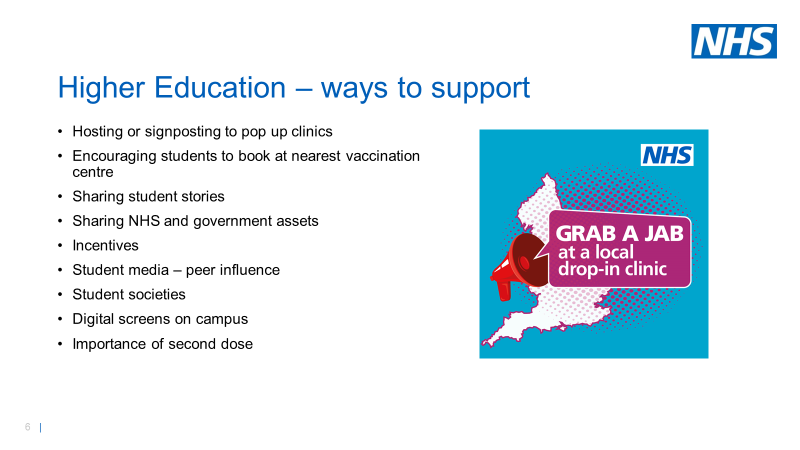 NHS
Higher Education – ways to support
• Hosting or signposting to pop up clinics
• Encouraging students to book at nearest vaccination
centre
• Sharing student stories
• Sharing NHS and government assets
• Incentives
• Student media – peer influence
• Student societies
• Digital screens on campus
• Importance of second dose
NHS
GRAB A JAB
at a local
drop-in clinic
6 |